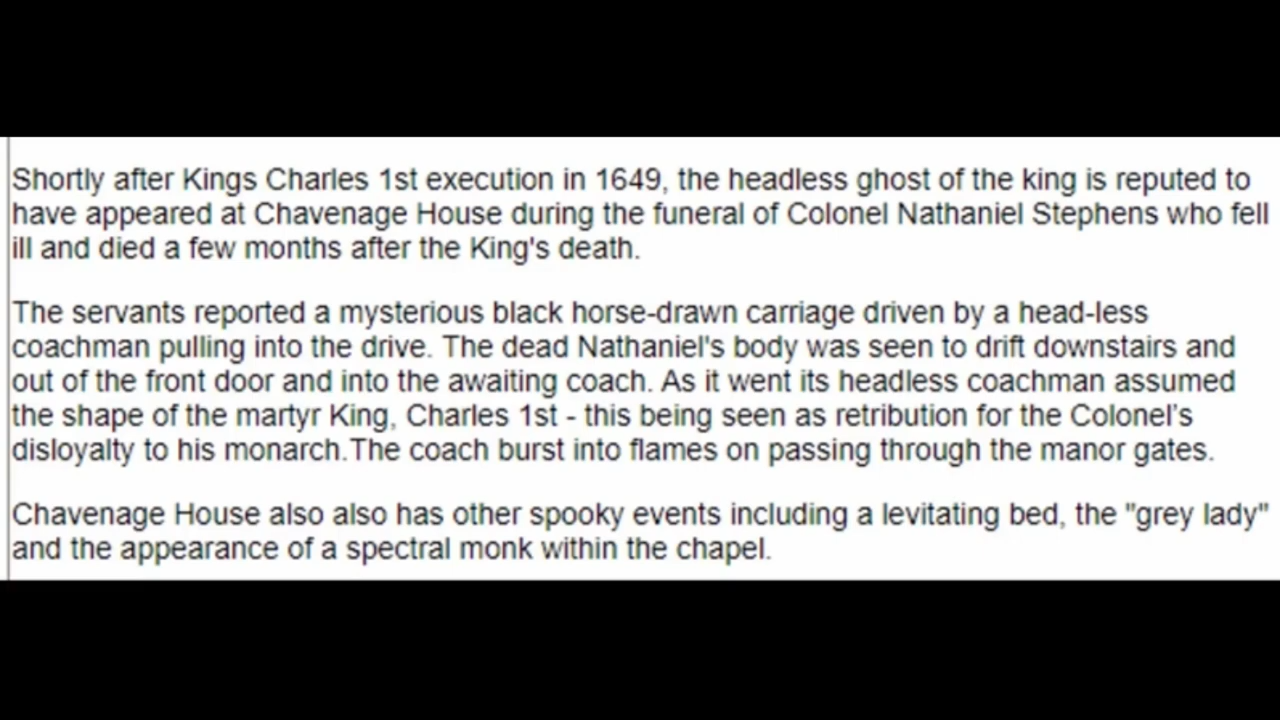 Shortly after Kings Charles 1st execution in 1649, the headless ghost of the king is reputed to
have appeared at Chavenage House during the funeral of Colonel Nathaniel Stephens who fell
ill and died a few months after the King's death.
The servants reported a mysterious black horse-drawn carriage driven by a head-less
coachman pulling into the drive. The dead Nathaniel's body was seen to drift downstairs and
out of the front door and into the awaiting coach. As it went its headless coachman assumed
the shape of the martyr King, Charles 1st - this being seen as retribution for the Colonel's
disloyalty to his monarch.The coach burst into flames on passing through the manor gates.
Chavenage House also also has other spooky events including a levitating bed, the "grey lady"
and the appearance of a spectral monk within the chapel.